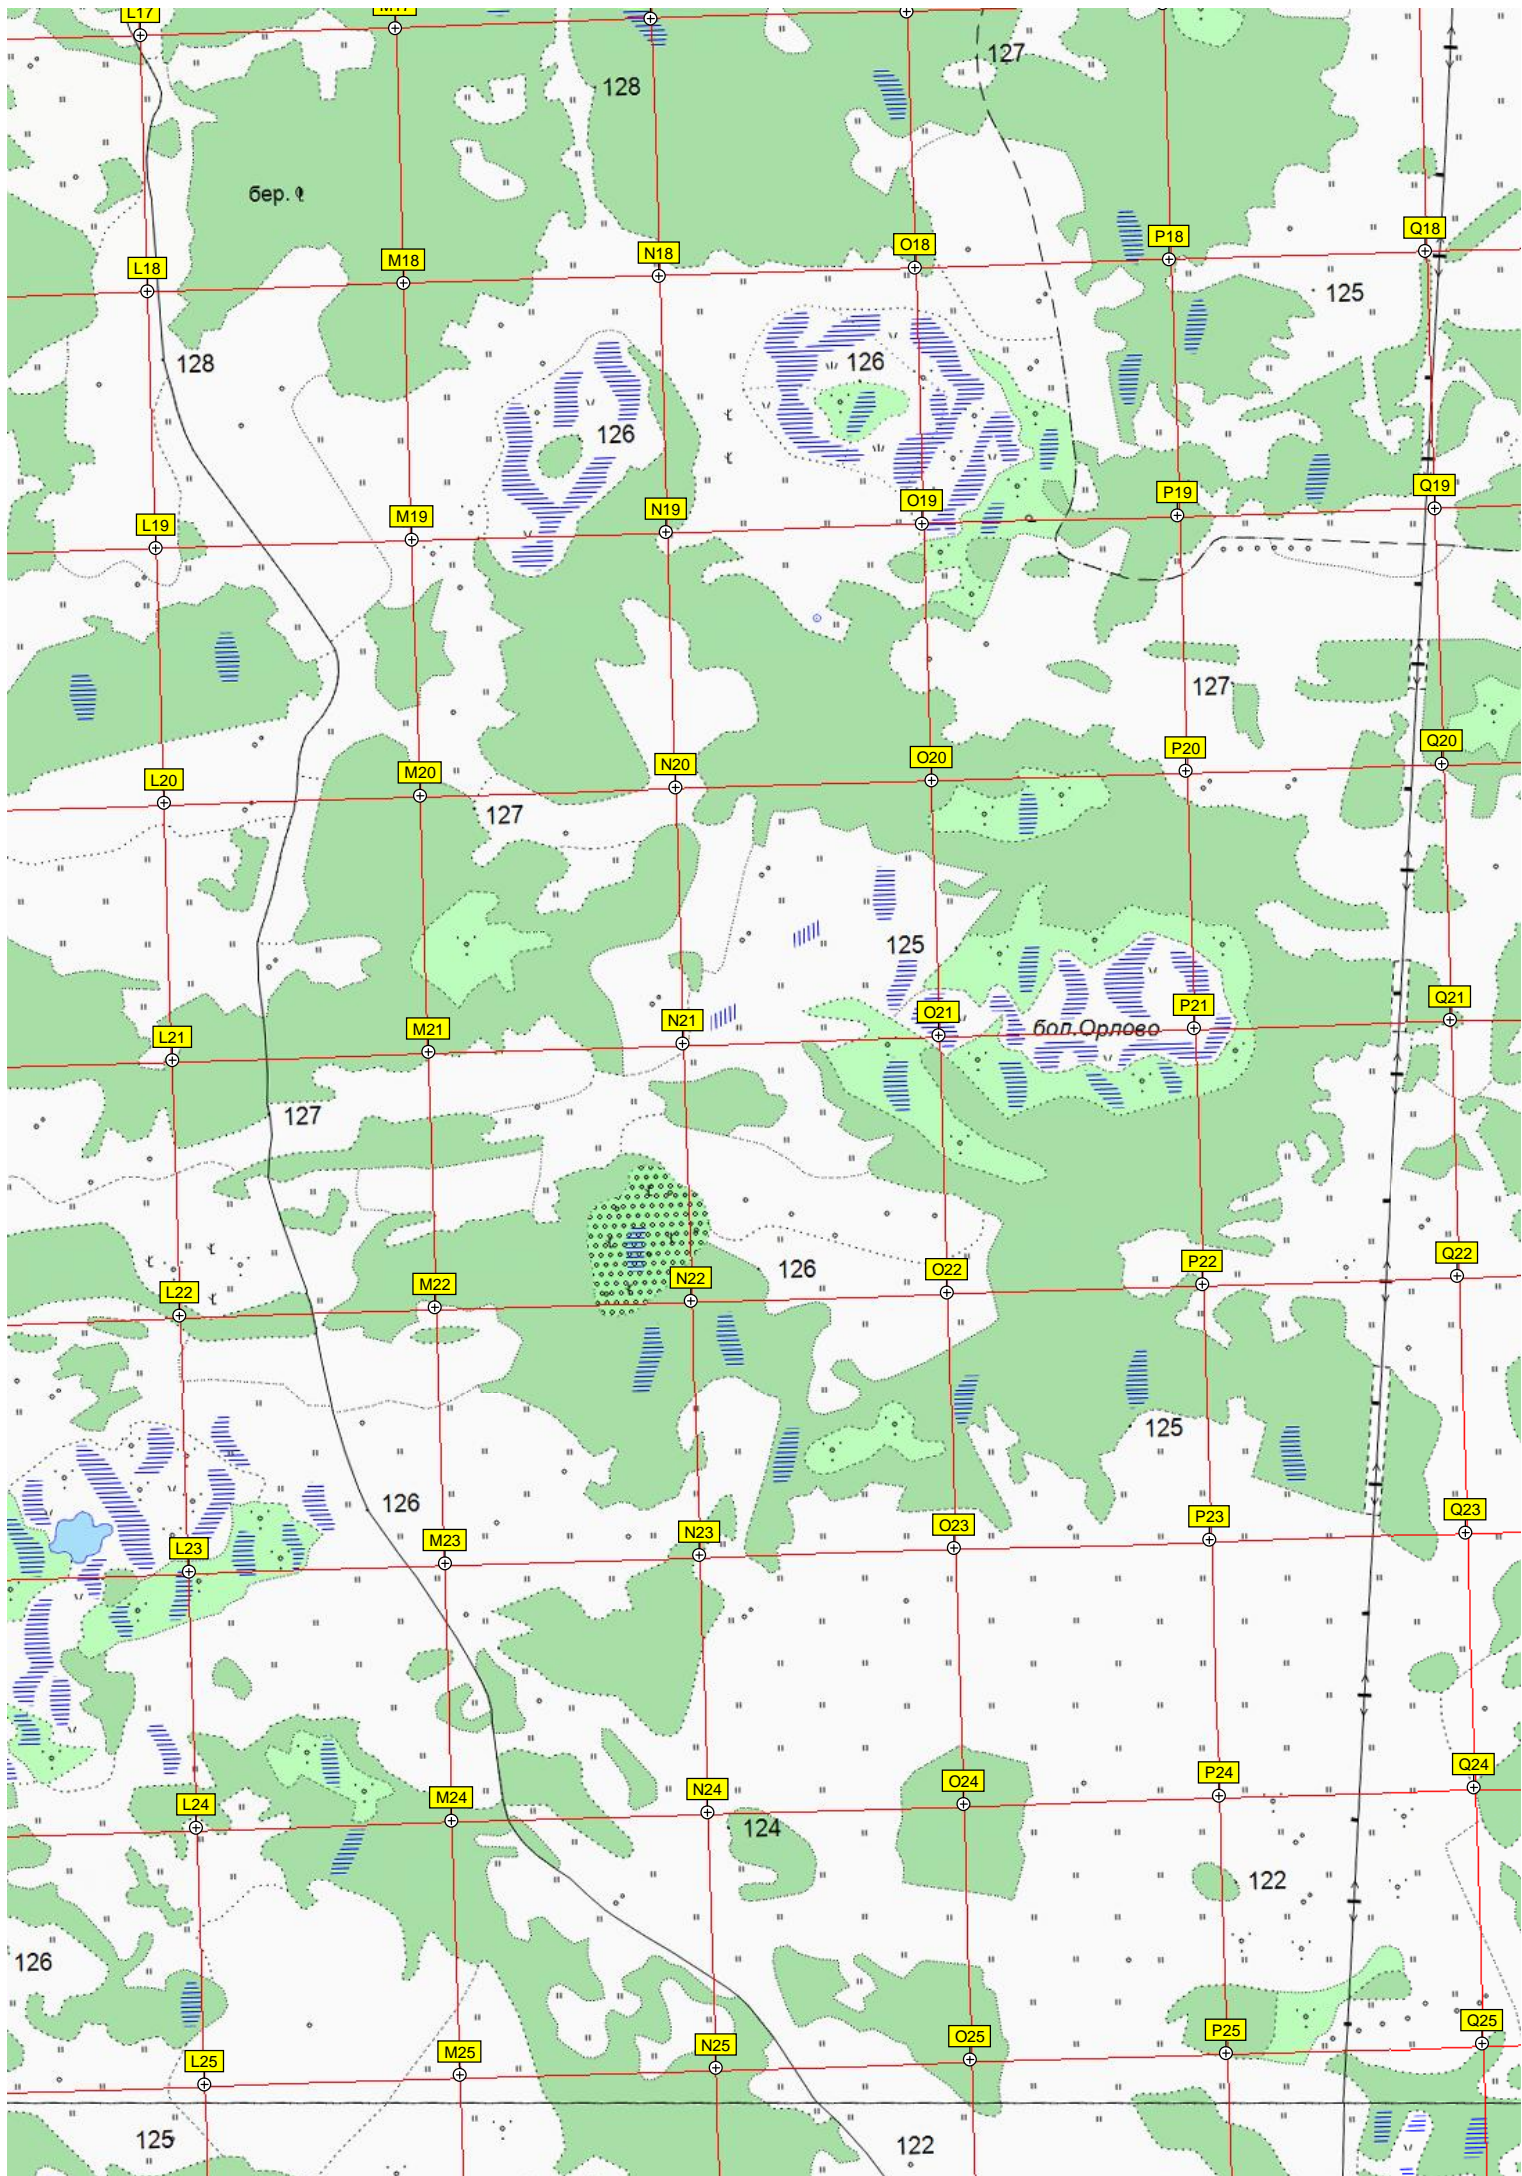 L17
M17
127
128
бер.
O18
P18
Q18
N18
M18
L18
125
128
126
126
Q19
P19
O19
N19
M19
L19
127
Q20
P20
O20
N20
M20
L20
127
125
Q21
P21
O21
N21
M21
L21
бол.Орлово
127
126
Q22
P22
O22
N22
M22
L22
125
126
Q23
P23
O23
N23
M23
L23
Q24
P24
O24
N24
M24
L24
124
122
126
Q25
P25
O25
N25
M25
L25
125
122